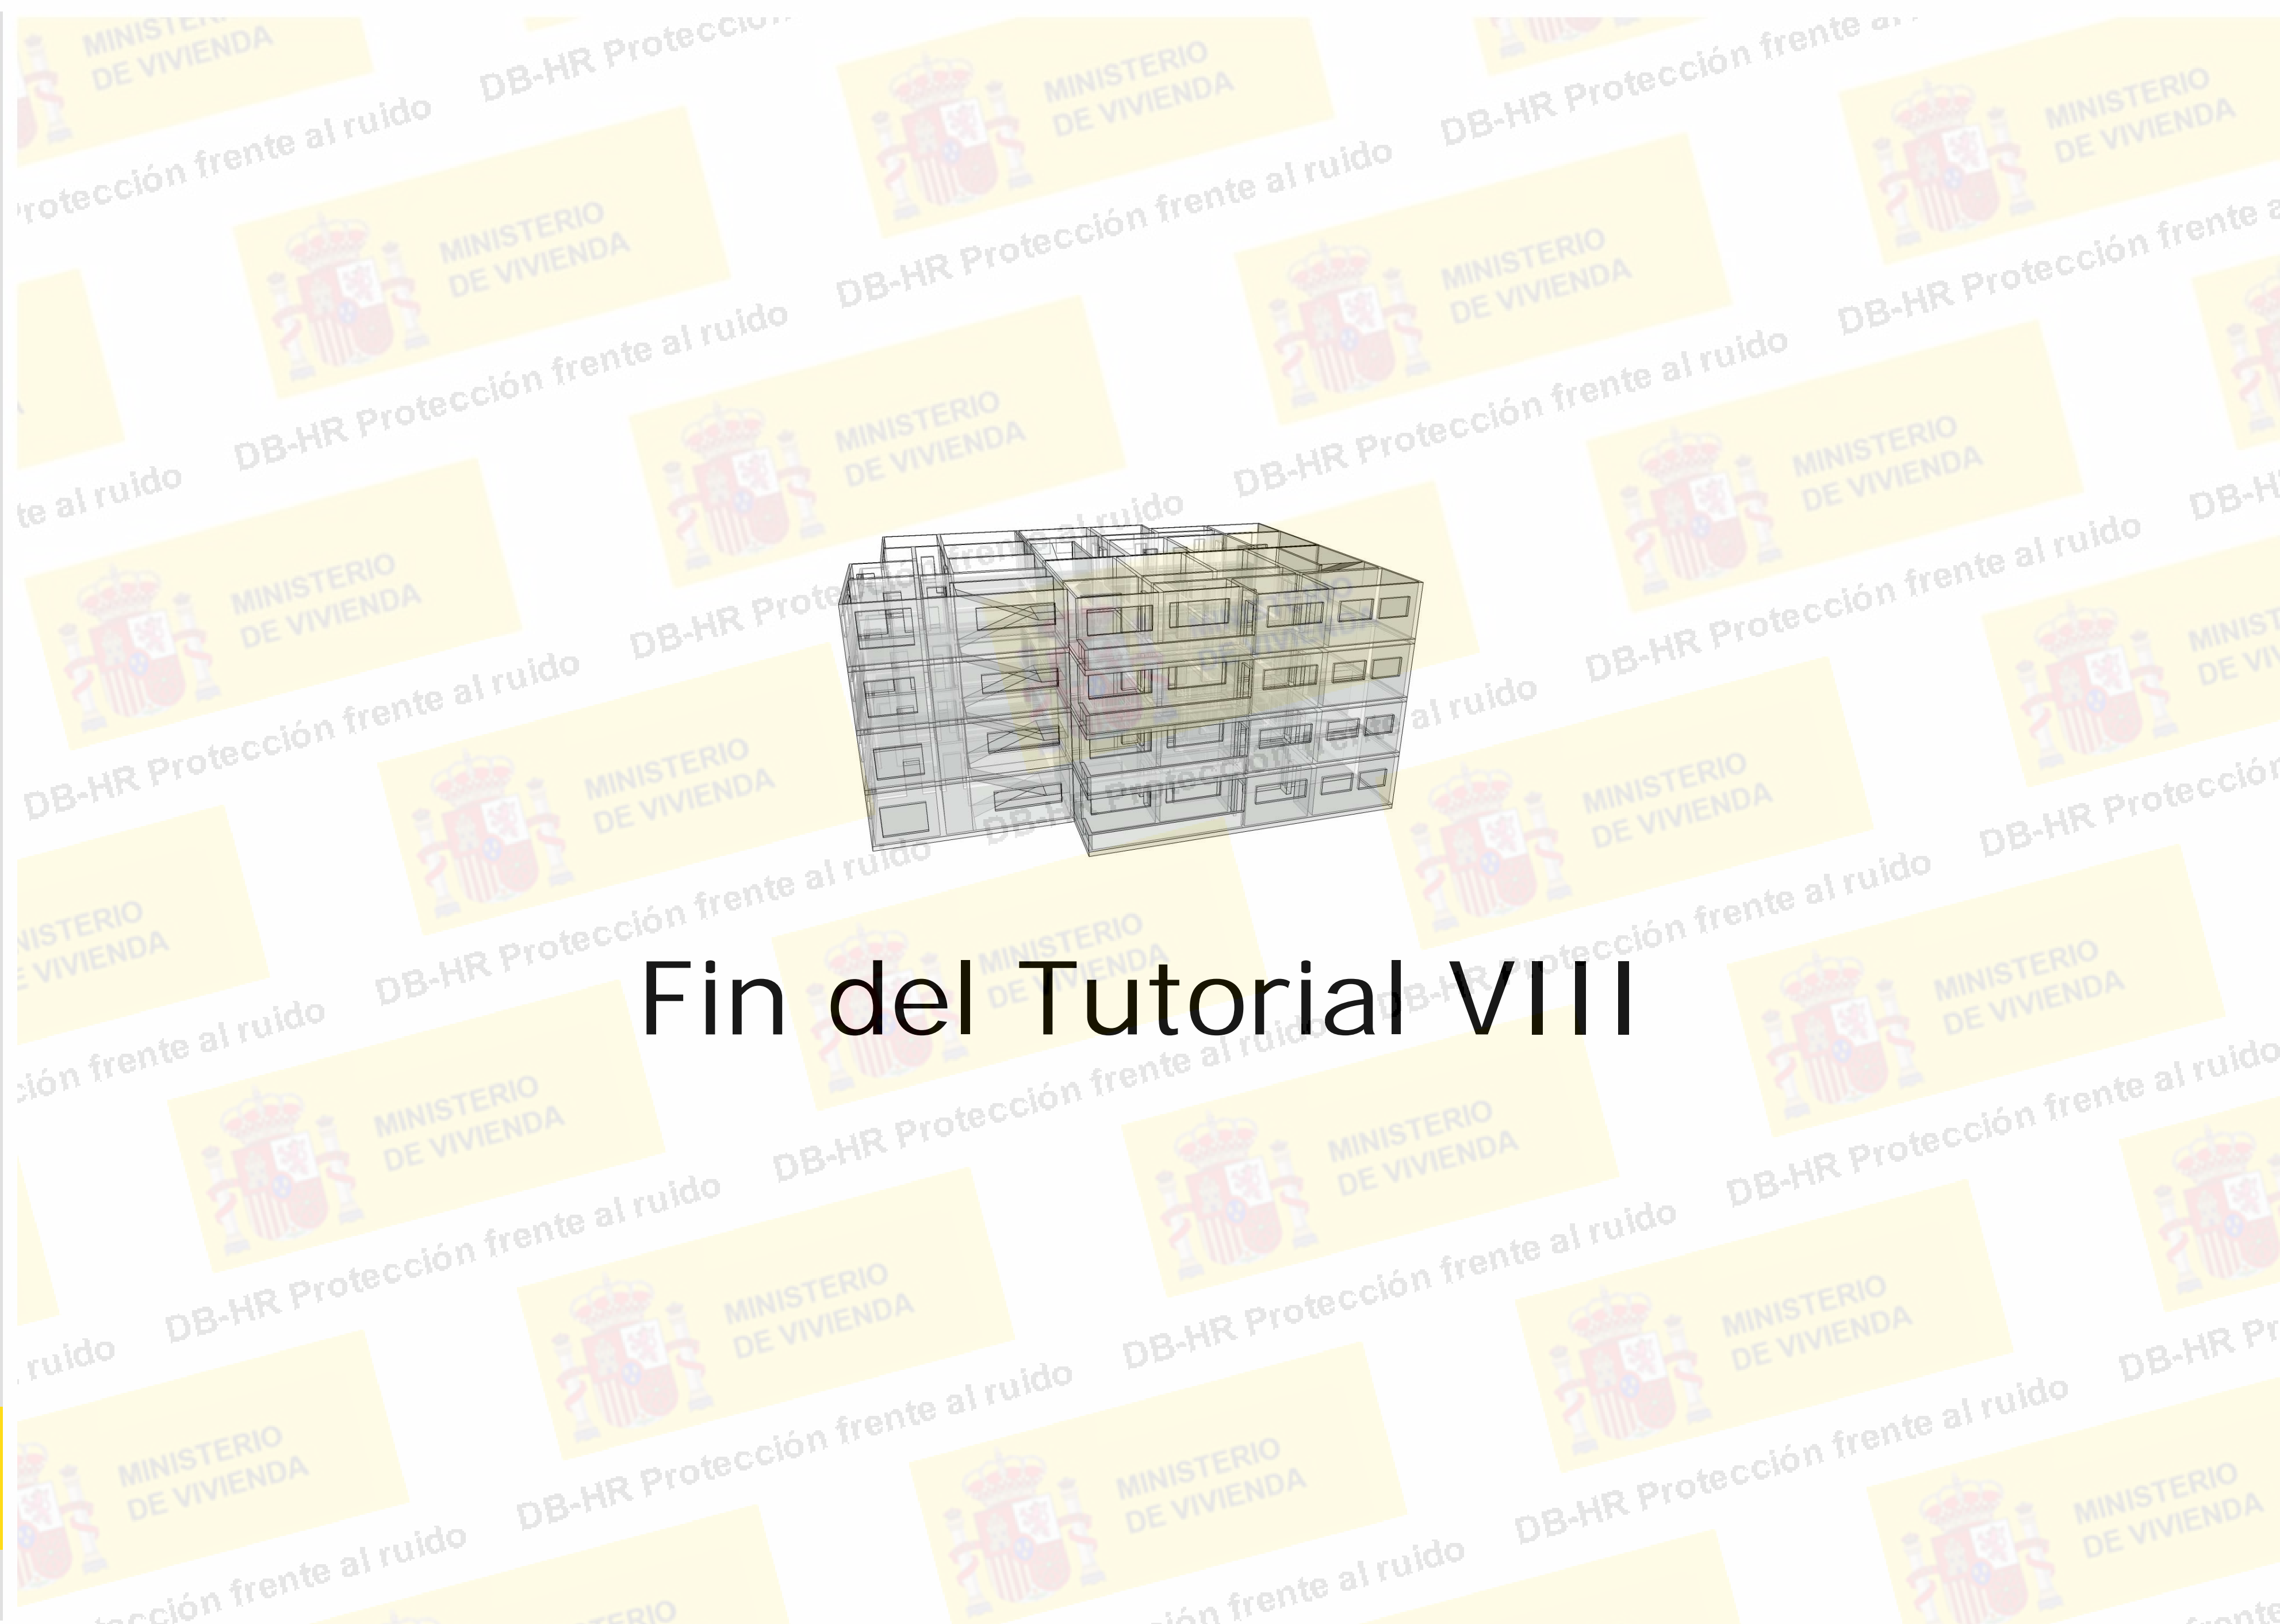 Fin del Tutorial VIII
MINISTERIO
DE VIVIENDA
DB-HR Protección frente al ruido